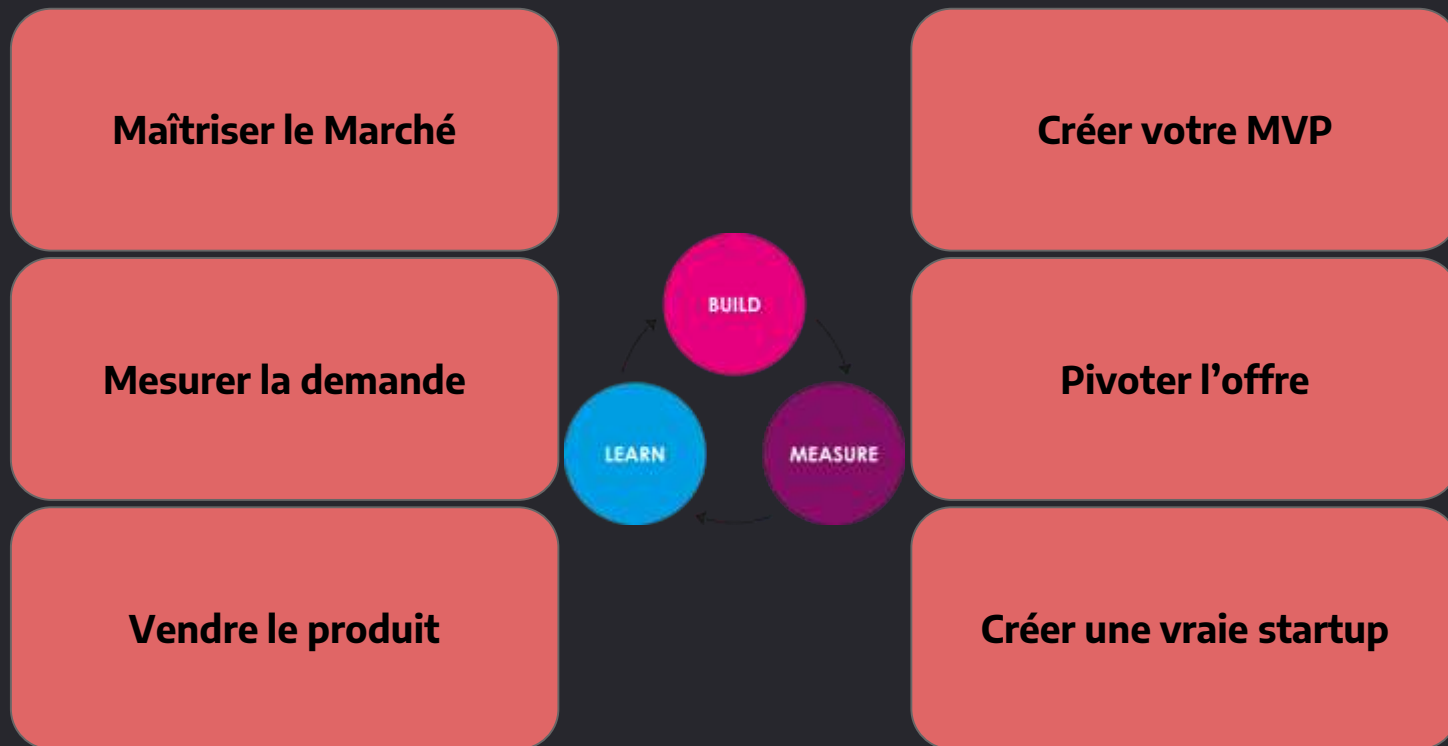 Maîtriser le Marché
Créer votre MVP
BUILD
Mesurer la demande
Pivoter l’offre
LEARN
MEASURE
Vendre le produit
Créer une vraie startup